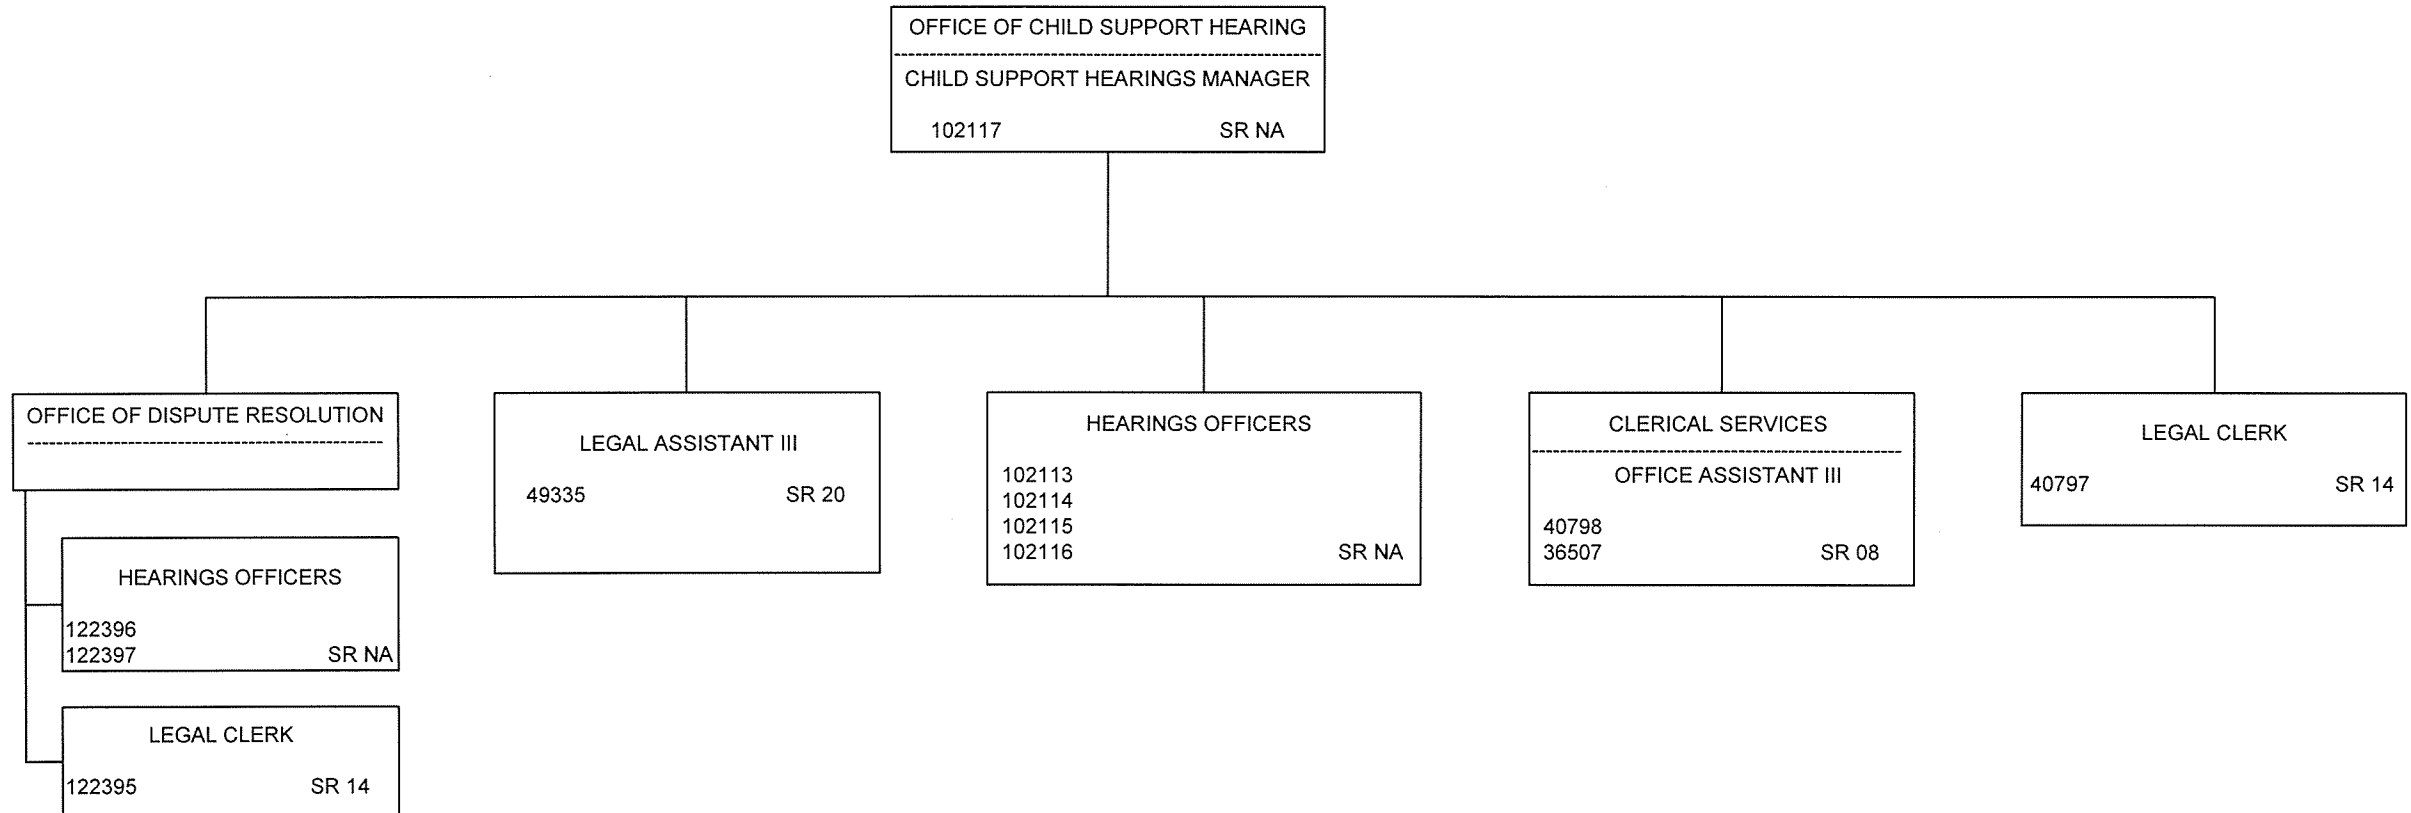 OFFICE OF CHILD SUPPORT HEARING
CHILD SUPPORT HEARINGS MANAGER
102117 SR NA
OFFICE OF DISPUTE RESOLUTION
HEARINGS OFFICERS
122396
122397 SR NA
LEGAL CLERK
122395 SR 14
LEGAL ASSISTANT III
49335 SR 20
HEARINGS OFFICERS
102113
102114
102115
102116 SR NA
CLERICAL SERVICES
OFFICE ASSISTANT III
40798
36507 SR 08
LEGAL CLERK
40797 SR 14